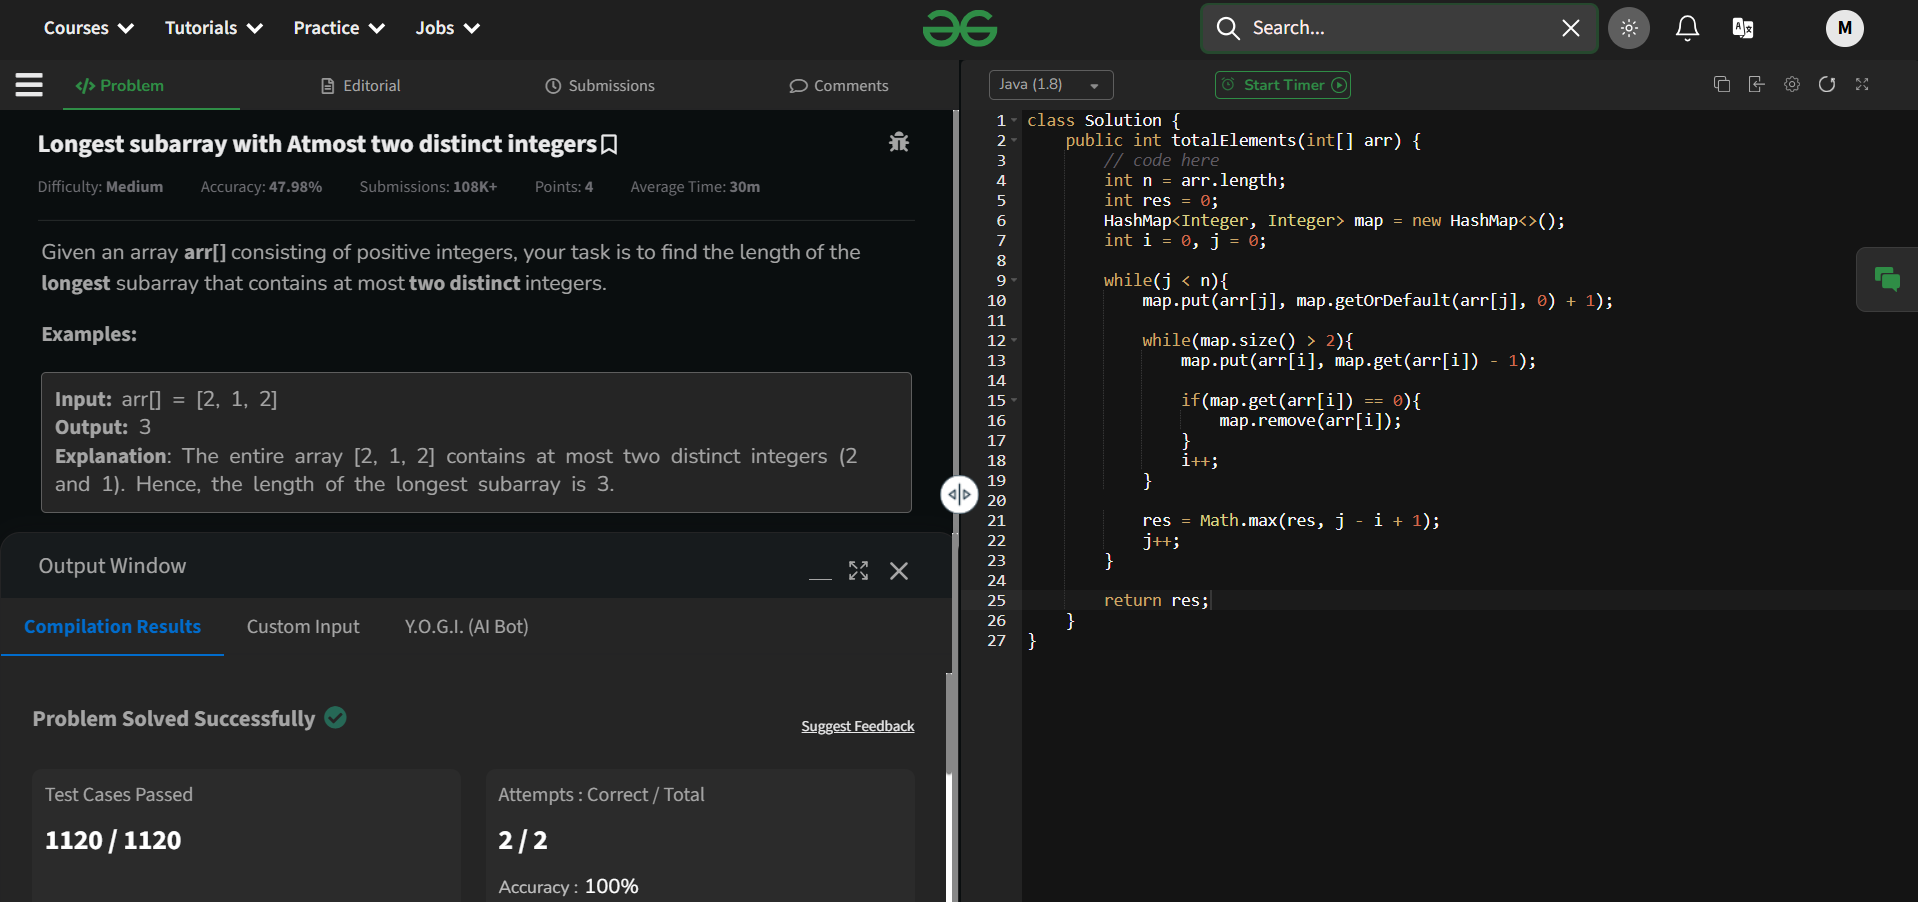 Courses Tutorials Practice Jobs Search... M
Problem Editorial Submissions Comments
Longest subarray with Atmost two distinct integers
Difficulty: Medium Accuracy: 47.98% Submissions: 108K+ Points: 4 Average Time: 30m
Given an array arr[] consisting of positive integers, your task is to find the length of the
longest subarray that contains at most two distinct integers.
Examples:
Input: arr[] = [2, 1, 2]
Output: 3
Explanation: The entire array [2, 1, 2] contains at most two distinct integers (2
and 1). Hence, the length of the longest subarray is 3.
Output Window
Compilation Results Custom Input Y.O.G.I. (AI Bot)
Problem Solved Successfully
Suggest Feedback
Test Cases Passed
1120 / 1120
Attempts : Correct / Total
2 / 2
Accuracy : 100%
Java (1.8) Start Timer
1 class Solution {
2 public int totalElements(int[] arr) {
3 // code here
4 int n = arr.length;
5 int res = 0;
6 HashMap<Integer, Integer> map = new HashMap<>();
7 int i = 0, j = 0;
8
9 while(j < n){
10 map.put(arr[j], map.getOrDefault(arr[j], 0) + 1);
11
12 while(map.size() > 2){
13 map.put(arr[i], map.get(arr[i]) - 1);
14
15 if(map.get(arr[i]) == 0){
16 map.remove(arr[i]);
17 }
18 i++;
19 }
20
21 res = Math.max(res, j - i + 1);
22 j++;
23 }
24
25 return res;
26 }
27 }